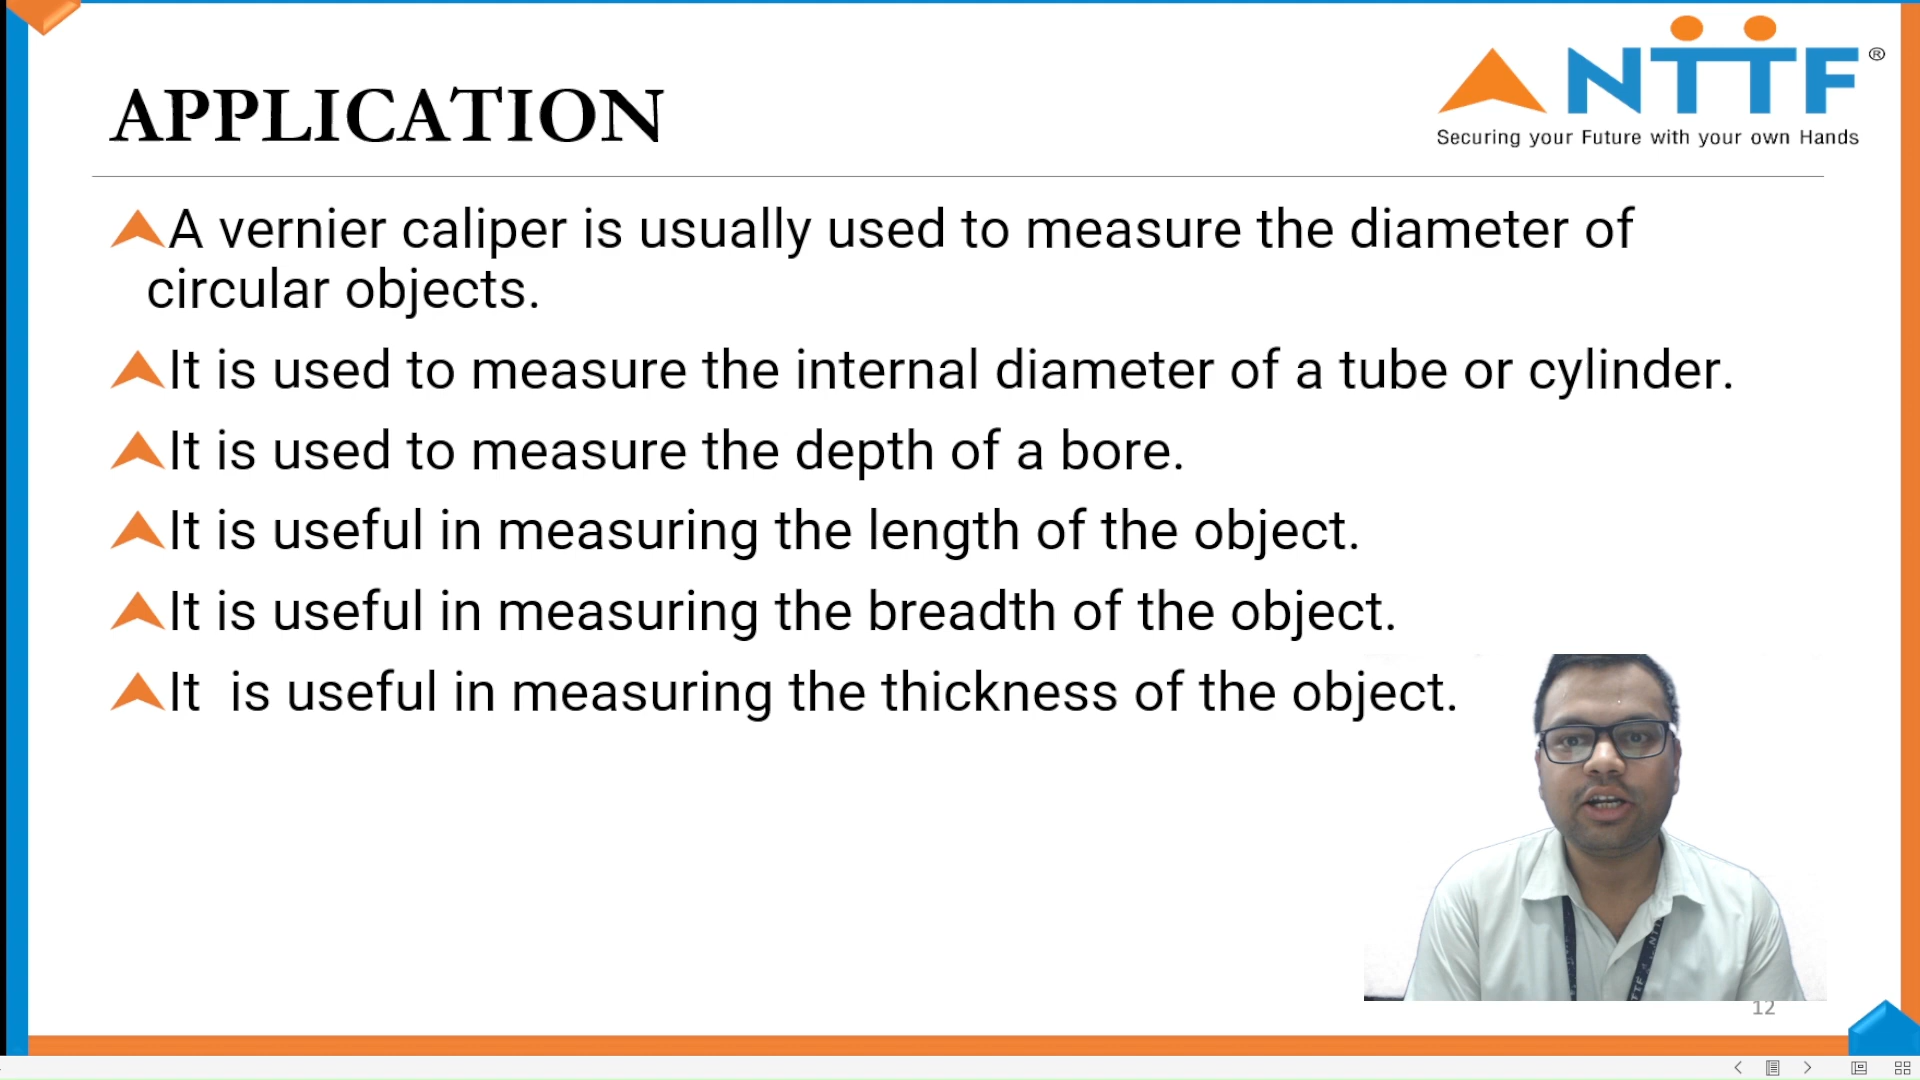 NTTF ®
Securing your Future with your own Hands
APPLICATION
A vernier caliper is usually used to measure the diameter of
circular objects.
It is used to measure the internal diameter of a tube or cylinder.
It is used to measure the depth of a bore.
It is useful in measuring the length of the object.
It is useful in measuring the breadth of the object.
It  is useful in measuring the thickness of the object.
NTTF
12